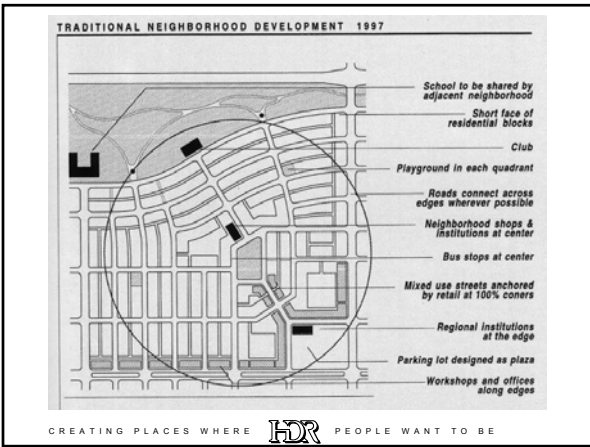 TRADITIONAL NEIGHBORHOOD DEVELOPMENT 1997
School to be shared by
adjacent neighborhood
Short face of
residential blocks
Club
Playground in each quadrant
Roads connect across
edges wherever possible
Neighborhood shops &
institutions at center
Bus stops at center
Mixed use streets anchored
by retail at 100% coners
Regional institutions
at the edge
Parking lot designed as plaza
Workshops and offices
along edges
CREATING PLACES WHERE HDR PEOPLE WANT TO BE